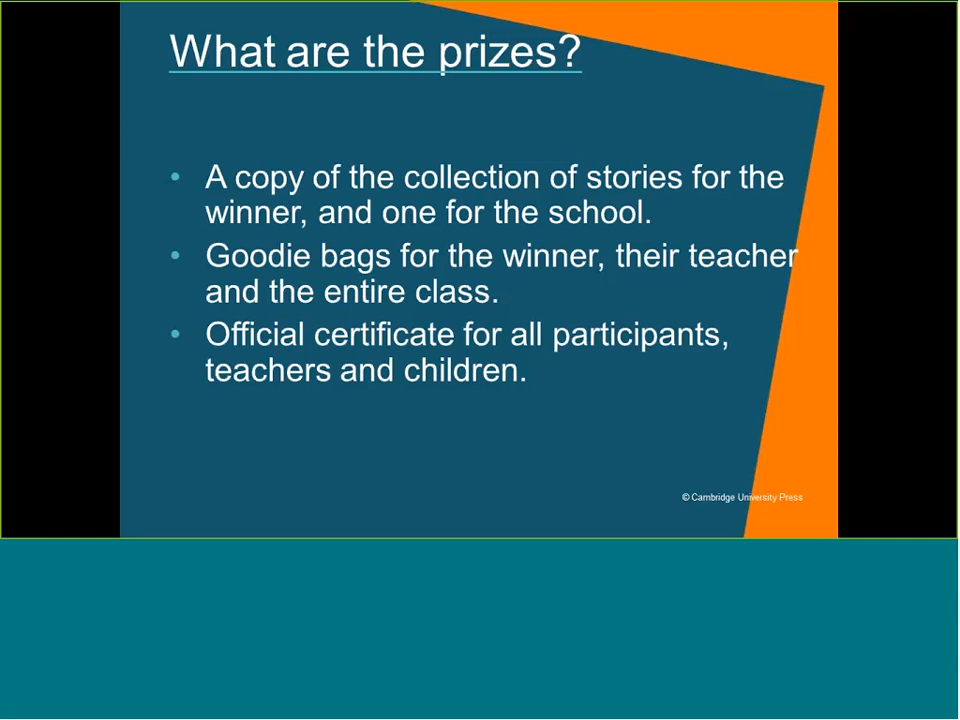 What are the prizes?
• A copy of the collection of stories for the
winner, and one for the school.
• Goodie bags for the winner, their teacher
and the entire class.
• Official certificate for all participants,
teachers and children.
© Cambridge University Press